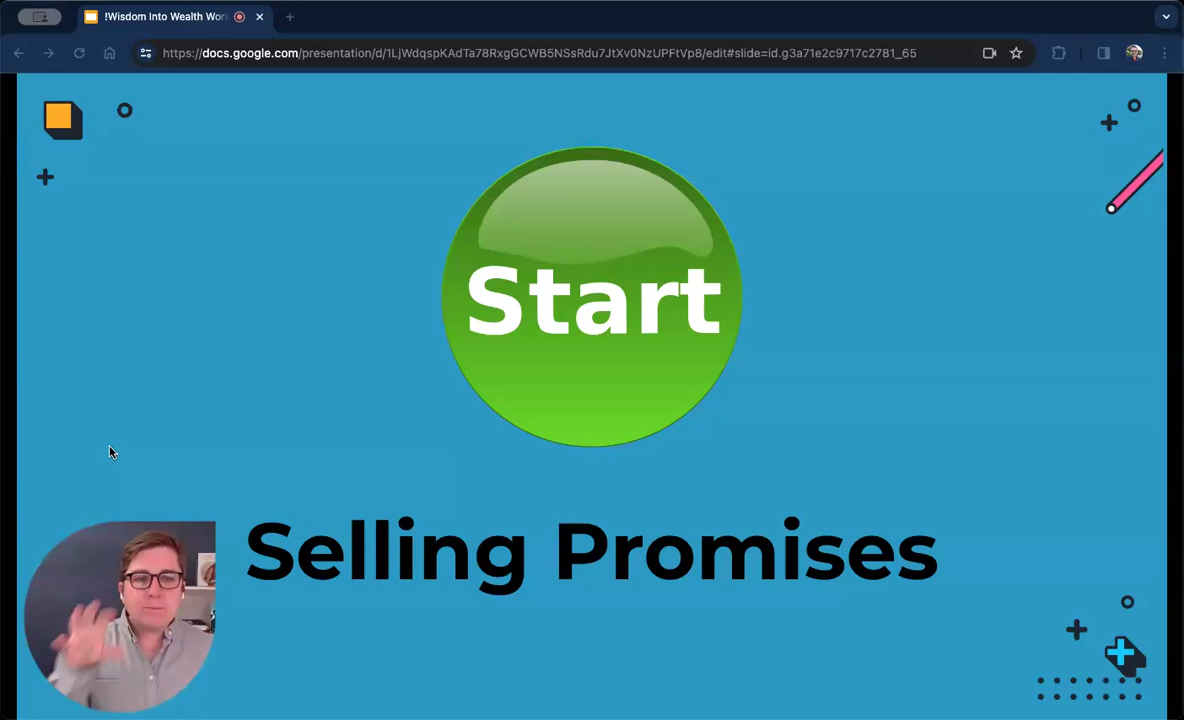 !Wisdom Into Wealth Wor
https://docs.google.com/presentation/d/1LjWdqspKAdTa78RxgGCWB5NSsRdu7JtXv0NzUPFtVp8/edit#slide=id.g3a71e2c9717c2781_65
Start
Selling Promises